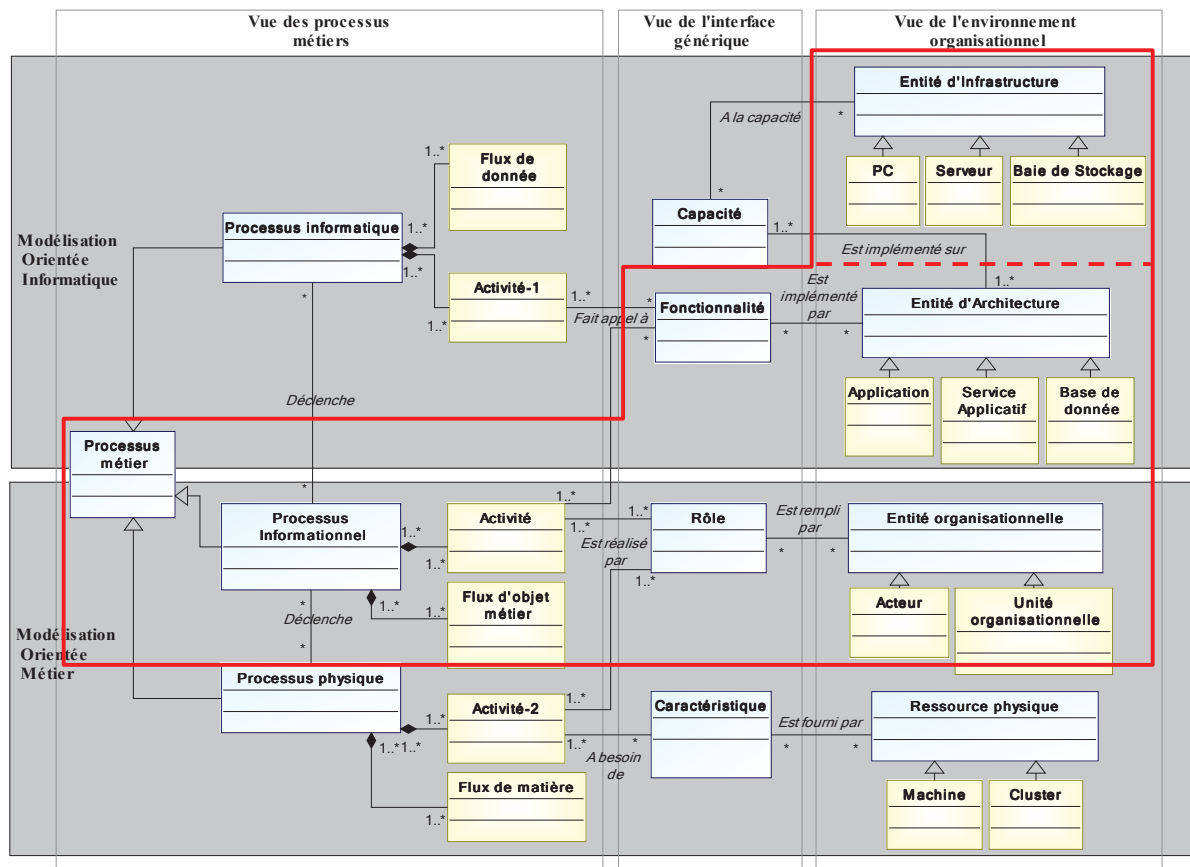 Vue des processus
métiers
Vue de l'interface
générique
Vue de l'environnement
organisationnel
Modélisation
Orientée
Informatique
Entité d'Infrastructure
A la capacité
*
*
PC
Serveur
Baie de Stockage
Flux de
donnée
1..*
1..*
Processus informatique
1..*
*
Activité-1
1..*
1..*
*
Fait appel à
*
Capacité
1..*
Est implémenté sur
1..*
Fonctionnalité
Est
implémenté
par
*
*
Entité d'Architecture
Application
Service
Applicatif
Base de
donnée
Déclenche
*
Processus
métier
Modélisation
Orientée
Métier
Processus
Informationnel
Activité
1..*
1..*
1..*
1..*
1..*
Est réalisé
par
1..*
Rôle
Est rempli
par
*
*
Entité organisationnelle
Acteur
Unité
organisationnelle
Flux d'objet
métier
1..*
1..*
*
Déclenche
*
Processus physique
Activité-2
1..*
1..*
1..*
1..*
1..*
Flux de matière
1..*
A besoin
de
*
Caractéristique
Est fourni par
*
*
Ressource physique
Machine
Cluster